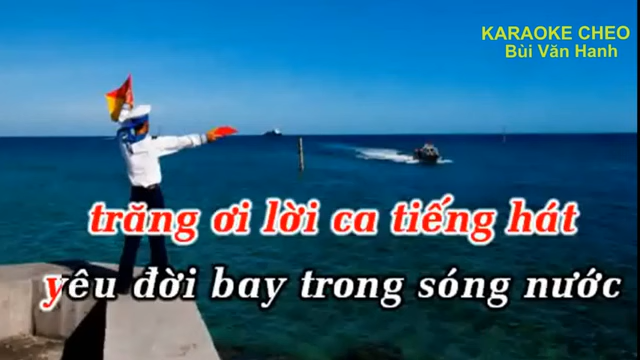 KARAOKE CHEO
Bùi Văn Hanh
trăng ơi lời ca tiếng hát
yêu đời bay trong sóng nước